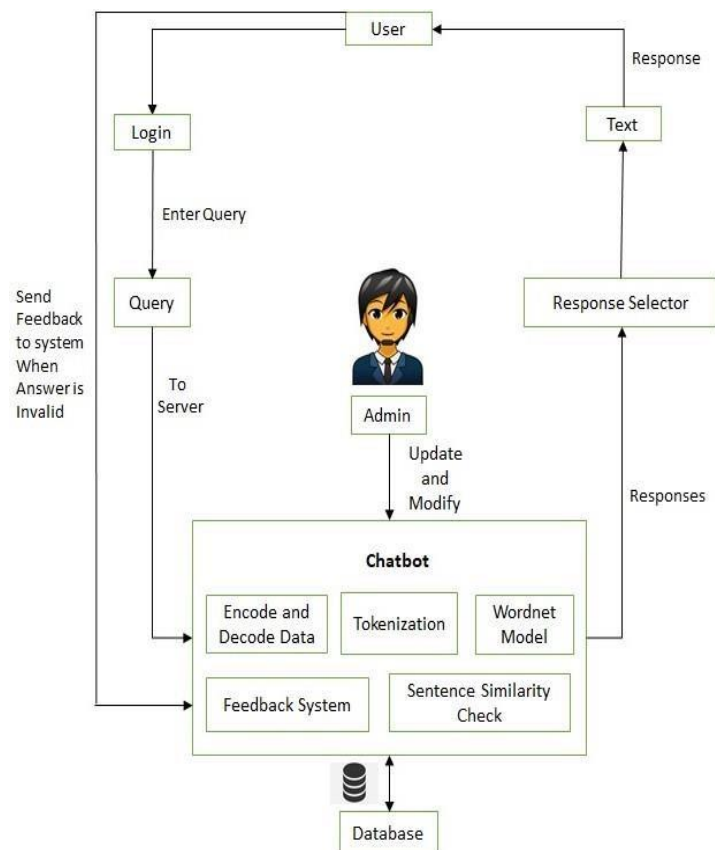 User
Response
Login
Text
Enter Query
Query
Response Selector
Send
Feedback
to system
When
Answer is
Invalid
To
Server
Admin
Update
and
Modify
Responses
Chatbot
Encode and
Decode Data
Tokenization
Wordnet
Model
Feedback System
Sentence Similarity
Check
Database